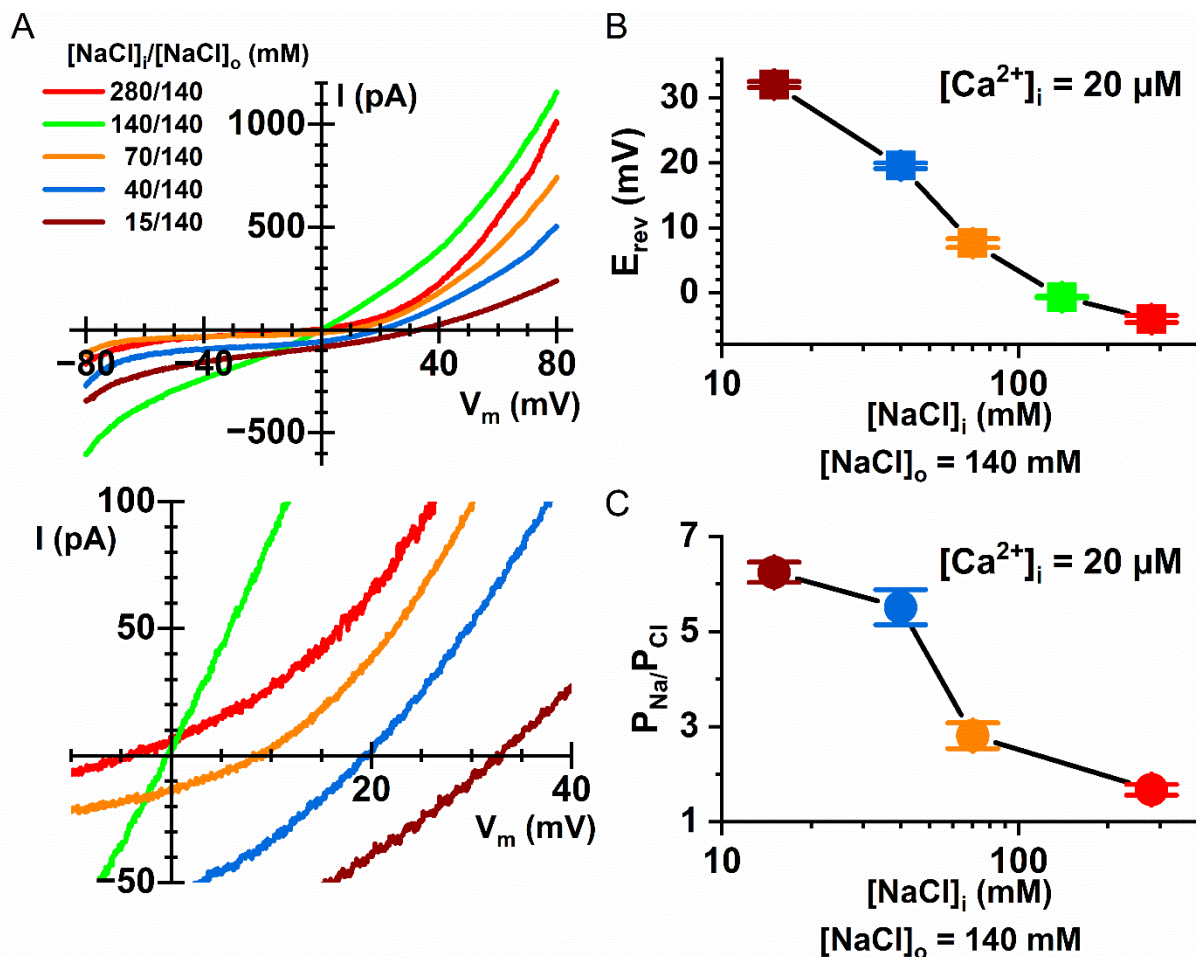 A
[NaCl]i/[NaCl]o (mM)
280/140
140/140
70/140
40/140
15/140
I (pA)
1000
500
−80
−40
40
80
Vm (mV)
−500
100
I (pA)
50
20
40
Vm (mV)
−50
B
[Ca2+]i = 20 µM
30
20
10
0
Erev (mV)
10
100
[NaCl]i (mM)
[NaCl]o = 140 mM
C
[Ca2+]i = 20 µM
7
5
3
1
PNa/PCl
10
100
[NaCl]i (mM)
[NaCl]o = 140 mM